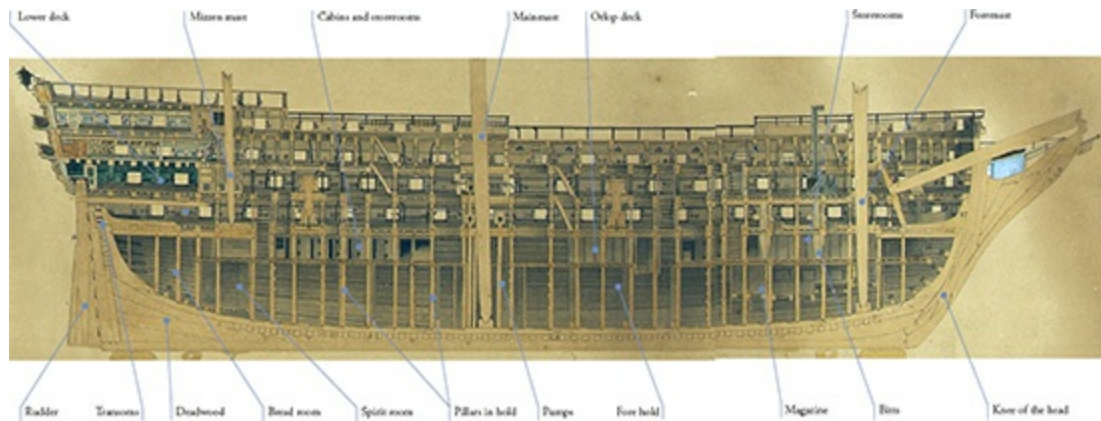 Lower deck
Mizzen mast
Cabins and storerooms
Mainmast
Orlop deck
Storerooms
Foremast
Rudder
Transoms
Deadwood
Bread room
Spirit room
Pillars in hold
Pumps
Fore hold
Magazine
Bitts
Knee of the head